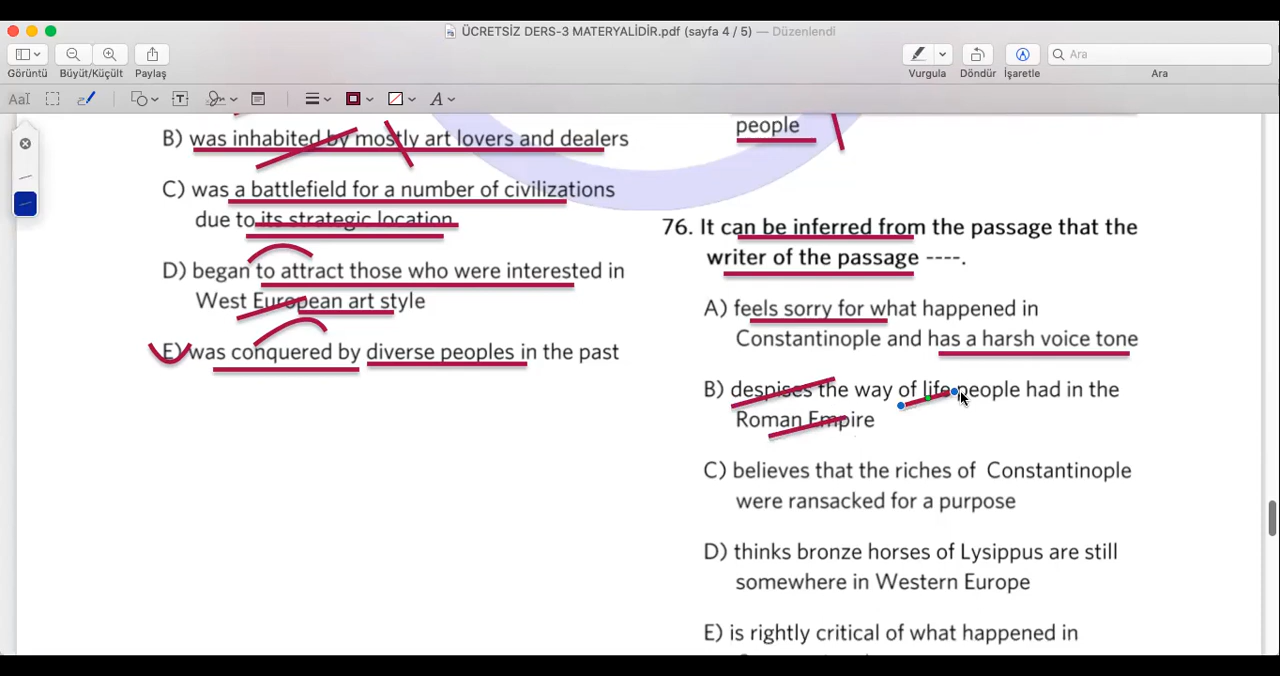 ÜCRETSİZ DERS-3 MATERYALİDİR.pdf (sayfa 4 / 5) — Düzenlendi
Görüntü Büyüt/Küçült Paylaş Vurgula Döndür İşaretle Ara
Ara
AaI T A
B) was inhabited by mostly art lovers and dealers
C) was a battlefield for a number of civilizations
due to its strategic location
D) began to attract those who were interested in
West European art style
E) was conquered by diverse peoples in the past
people
76. It can be inferred from the passage that the
writer of the passage ----.
A) feels sorry for what happened in
Constantinople and has a harsh voice tone
B) despises the way of life people had in the
Roman Empire
C) believes that the riches of Constantinople
were ransacked for a purpose
D) thinks bronze horses of Lysippus are still
somewhere in Western Europe
E) is rightly critical of what happened in